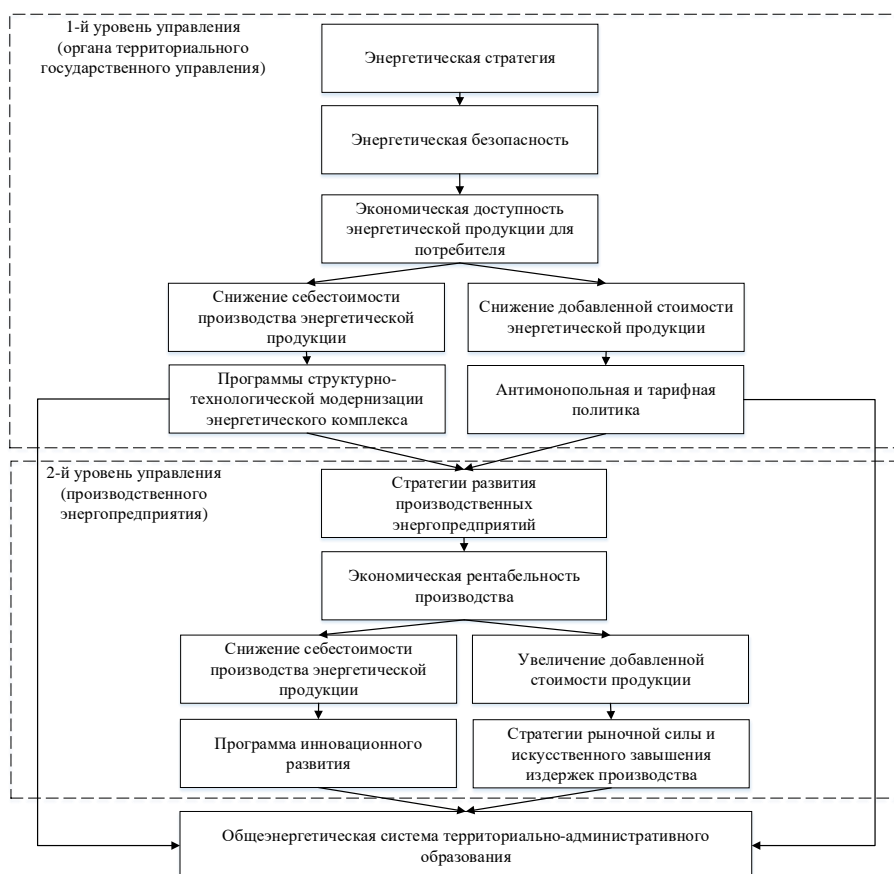 1-й уровень управления
(органа территориального
государственного управления)
Энергетическая стратегия
Энергетическая безопасность
Экономическая доступность
энергетической продукции для
потребителя
Снижение себестоимости
производства энергетической
продукции
Снижение добавленной стоимости
энергетической продукции
Программы структурно-
технологической модернизации
энергетического комплекса
Антимонопольная и тарифная
политика
2-й уровень управления
(производственного
энергопредприятия)
Стратегии развития
производственных
энергопредприятий
Экономическая рентабельность
производства
Снижение себестоимости
производства энергетической
продукции
Увеличение добавленной
стоимости продукции
Программа инновационного
развития
Стратегии рыночной силы и
искусственного завышения
издержек производства
Общеэнергетическая система территориально-административного
образования